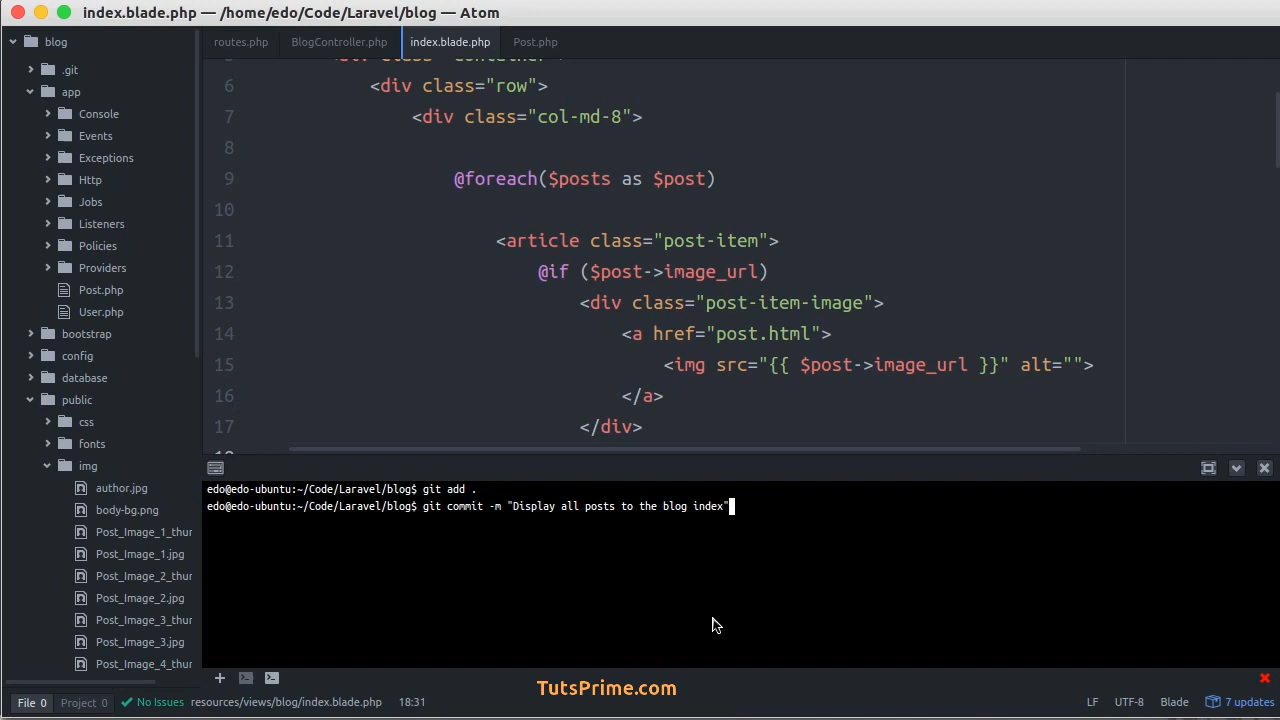 index.blade.php — /home/edo/Code/Laravel/blog — Atom
blog
.git
app
Console
Events
Exceptions
Http
Jobs
Listeners
Policies
Providers
Post.php
User.php
bootstrap
config
database
public
css
fonts
img
author.jpg
body-bg.png
Post_Image_1_thur
Post_Image_1.jpg
Post_Image_2_thur
Post_Image_2.jpg
Post_Image_3_thur
Post_Image_3.jpg
Post_Image_4_thur
routes.php
BlogController.php
index.blade.php
Post.php
6 <div class="row">
7 <div class="col-md-8">
8
9 @foreach($posts as $post)
10
11 <article class="post-item">
12 @if ($post->image_url)
13 <div class="post-item-image">
14 <a href="post.html">
15 <img src="{{ $post->image_url }}" alt="">
16 </a>
17 </div>
edo@edo-ubuntu:~/Code/Laravel/blog$ git add .
edo@edo-ubuntu:~/Code/Laravel/blog$ git commit -m "Display all posts to the blog index"
TutsPrime.com
File 0 Project 0 No Issues resources/views/blog/index.blade.php 18:31 LF UTF-8 Blade 7 updates